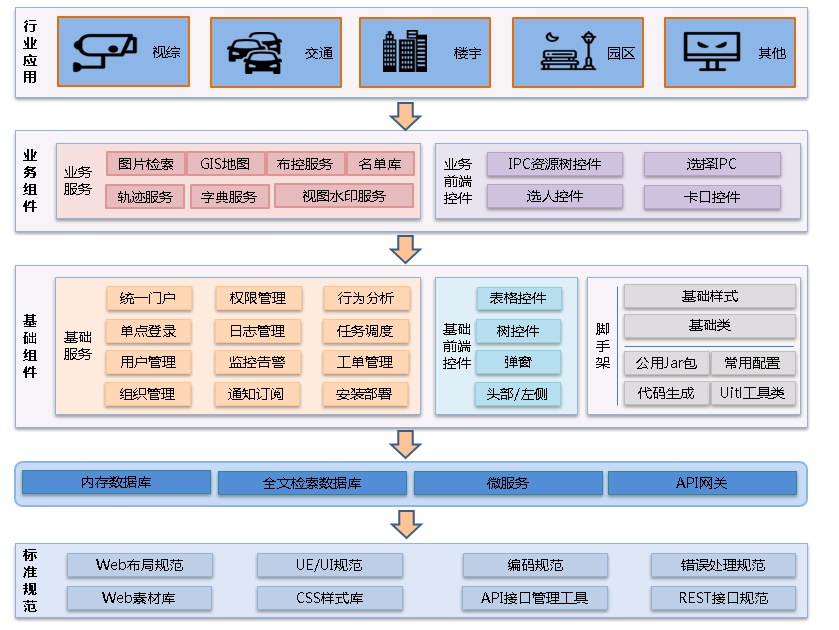 行业应用
视综
交通
楼宇
园区
其他
业务组件
业务服务
图片检索
GIS地图
布控服务
名单库
轨迹服务
字典服务
视图水印服务
业务前端控件
IPC资源树控件
选择IPC
选人控件
卡口控件
基础组件
基础服务
统一门户
权限管理
行为分析
单点登录
日志管理
任务调度
用户管理
监控告警
工单管理
组织管理
通知订阅
安装部署
基础前端控件
表格控件
树控件
弹窗
头部/左侧
脚手架
基础样式
基础类
公用Jar包
常用配置
代码生成
Uitl工具类
内存数据库
全文检索数据库
微服务
API网关
标准规范
Web布局规范
UE/UI规范
编码规范
错误处理规范
Web素材库
CSS样式库
API接口管理工具
REST接口规范